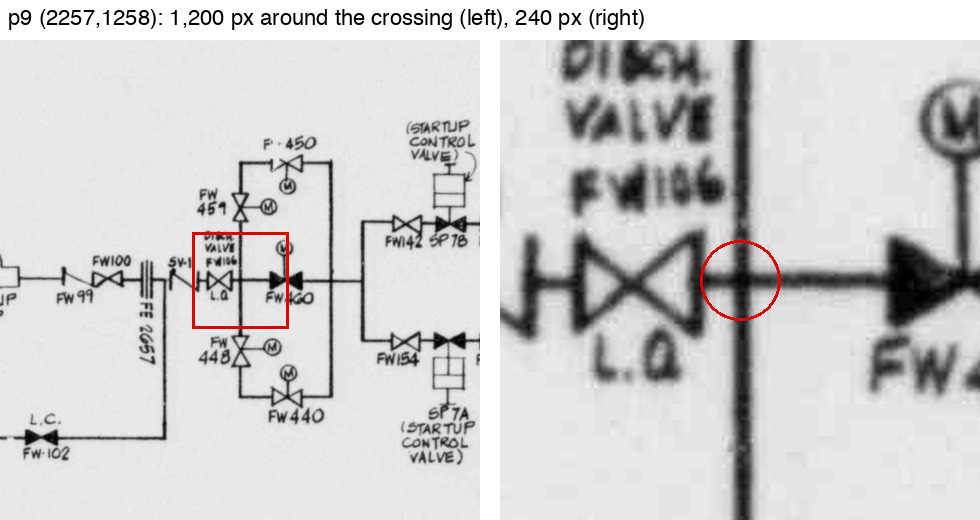 p9 (2257,1258): 1,200 px around the crossing (left), 240 px (right)
F-450
M
(STARTUP
CONTROL
VALVE)
FW
459
M
FW142
SP7B
DISCH.
VALVE
FW106
L.O
M
FW460
SV-1
FW100
FW99
UP
FE 2657
FW
448
M
M
FW440
FW154
SP7A
(STARTUP
CONTROL
VALVE)
L.C.
FW-102
DISCH.
VALVE
FW106
L.O
M
FW4